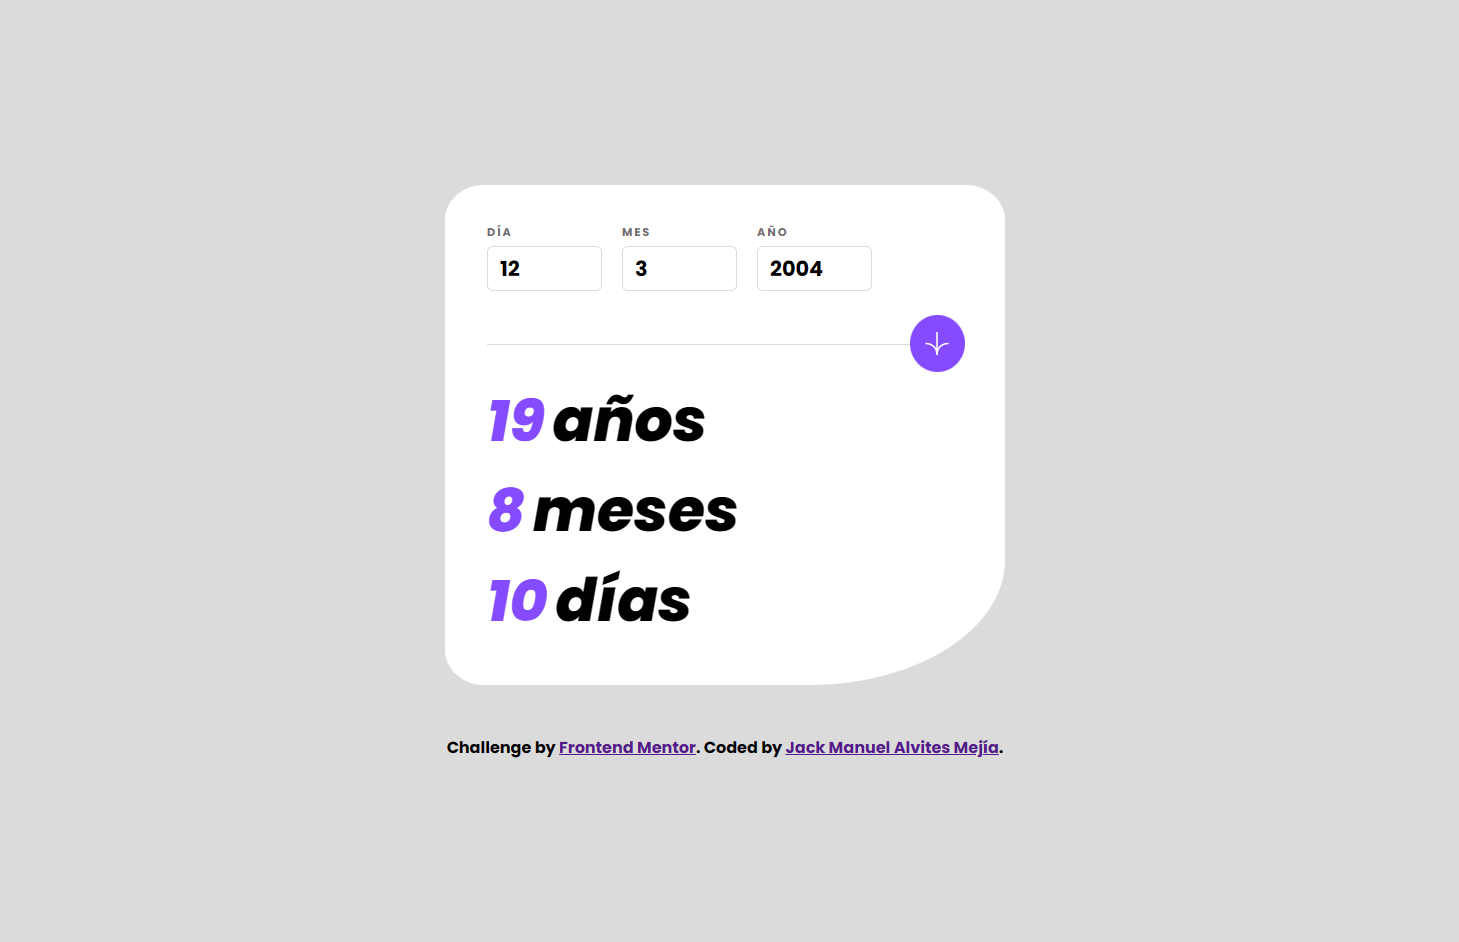 DÍA MES AÑO
12 3 2004
19 años
8 meses
10 días
Challenge by Frontend Mentor. Coded by Jack Manuel Alvites Mejía.